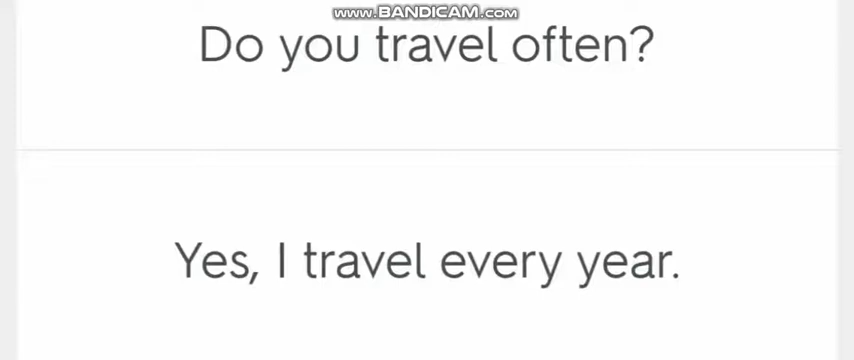 www.BANDICAM.com
Do you travel often?
Yes, I travel every year.